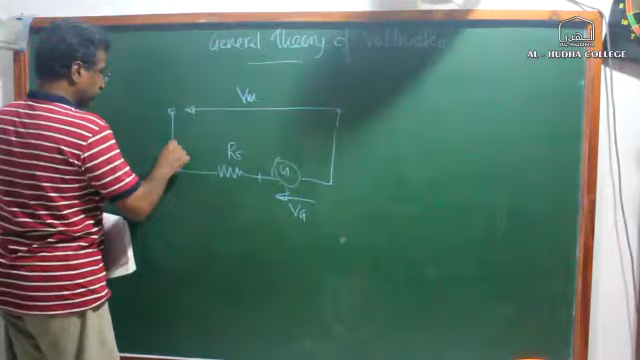 General Theory of Voltmeter
AL - HUDHA COLLEGE
Vm
Rs
G
VG